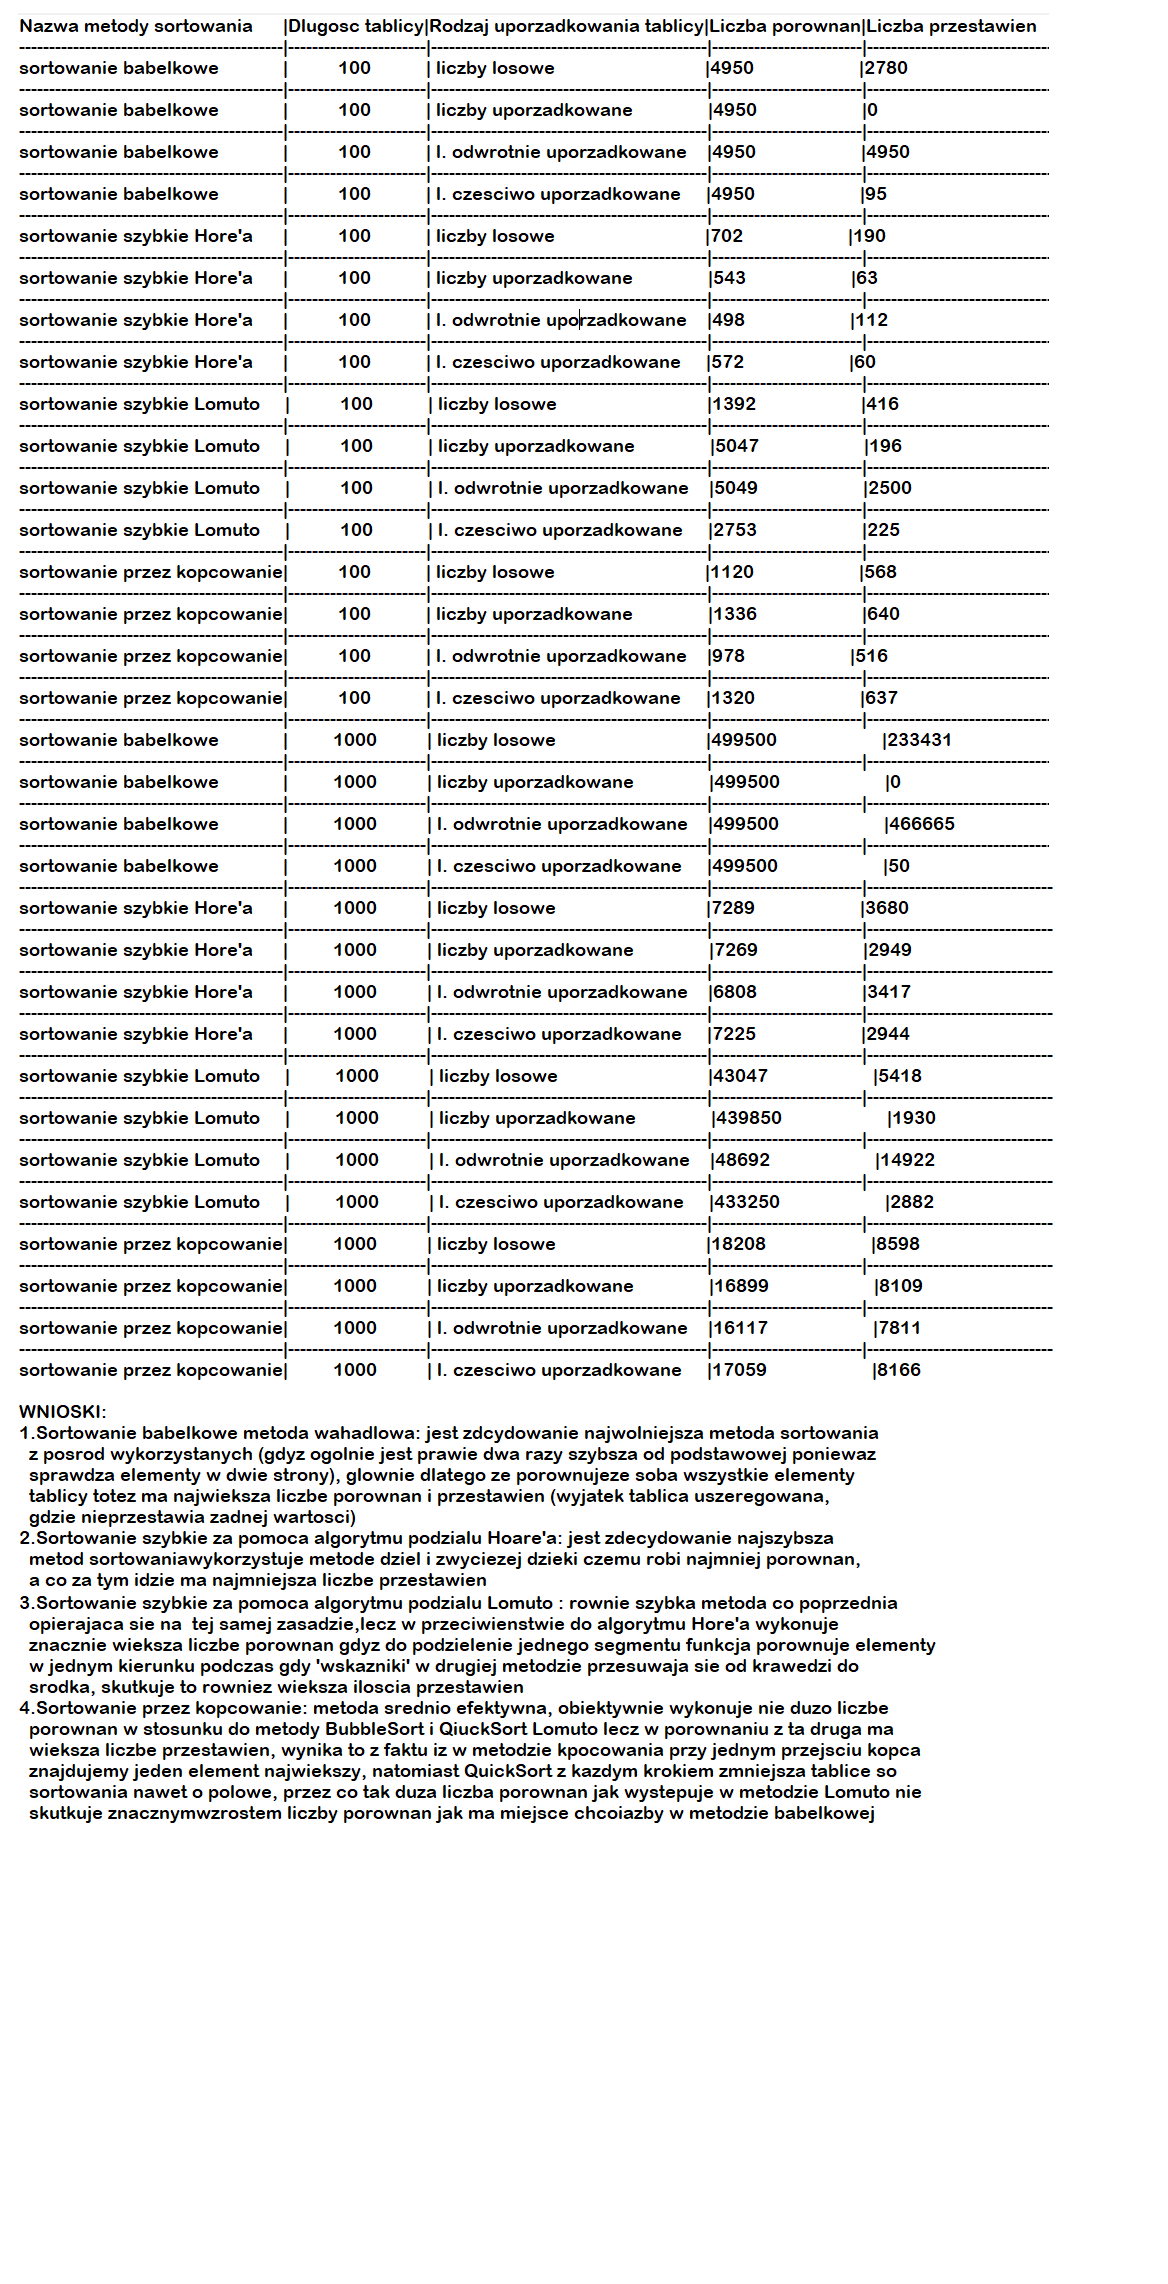 Nazwa metody sortowania |Dlugosc tablicy|Rodzaj uporzadkowania tablicy|Liczba porownan|Liczba przestawien
--------------------------------------------|-----------------------|----------------------------------------------|-------------------------|-------------------------------
sortowanie babelkowe | 100 | liczby losowe |4950 |2780
--------------------------------------------|-----------------------|----------------------------------------------|-------------------------|-------------------------------
sortowanie babelkowe | 100 | liczby uporzadkowane |4950 |0
--------------------------------------------|-----------------------|----------------------------------------------|-------------------------|-------------------------------
sortowanie babelkowe | 100 | l. odwrotnie uporzadkowane |4950 |4950
--------------------------------------------|-----------------------|----------------------------------------------|-------------------------|-------------------------------
sortowanie babelkowe | 100 | l. czesciwo uporzadkowane |4950 |95
--------------------------------------------|-----------------------|----------------------------------------------|-------------------------|-------------------------------
sortowanie szybkie Hore'a | 100 | liczby losowe |702 |190
--------------------------------------------|-----------------------|----------------------------------------------|-------------------------|-------------------------------
sortowanie szybkie Hore'a | 100 | liczby uporzadkowane |543 |63
--------------------------------------------|-----------------------|----------------------------------------------|-------------------------|-------------------------------
sortowanie szybkie Hore'a | 100 | l. odwrotnie uporzadkowane |498 |112
--------------------------------------------|-----------------------|----------------------------------------------|-------------------------|-------------------------------
sortowanie szybkie Hore'a | 100 | l. czesciwo uporzadkowane |572 |60
--------------------------------------------|-----------------------|----------------------------------------------|-------------------------|-------------------------------
sortowanie szybkie Lomuto | 100 | liczby losowe |1392 |416
--------------------------------------------|-----------------------|----------------------------------------------|-------------------------|-------------------------------
sortowanie szybkie Lomuto | 100 | liczby uporzadkowane |5047 |196
--------------------------------------------|-----------------------|----------------------------------------------|-------------------------|-------------------------------
sortowanie szybkie Lomuto | 100 | l. odwrotnie uporzadkowane |5049 |2500
--------------------------------------------|-----------------------|----------------------------------------------|-------------------------|-------------------------------
sortowanie szybkie Lomuto | 100 | l. czesciwo uporzadkowane |2753 |225
--------------------------------------------|-----------------------|----------------------------------------------|-------------------------|-------------------------------
sortowanie przez kopcowanie| 100 | liczby losowe |1120 |568
--------------------------------------------|-----------------------|----------------------------------------------|-------------------------|-------------------------------
sortowanie przez kopcowanie| 100 | liczby uporzadkowane |1336 |640
--------------------------------------------|-----------------------|----------------------------------------------|-------------------------|-------------------------------
sortowanie przez kopcowanie| 100 | l. odwrotnie uporzadkowane |978 |516
--------------------------------------------|-----------------------|----------------------------------------------|-------------------------|-------------------------------
sortowanie przez kopcowanie| 100 | l. czesciwo uporzadkowane |1320 |637
--------------------------------------------|-----------------------|----------------------------------------------|-------------------------|-------------------------------
sortowanie babelkowe | 1000 | liczby losowe |499500 |233431
--------------------------------------------|-----------------------|----------------------------------------------|-------------------------|-------------------------------
sortowanie babelkowe | 1000 | liczby uporzadkowane |499500 |0
--------------------------------------------|-----------------------|----------------------------------------------|-------------------------|-------------------------------
sortowanie babelkowe | 1000 | l. odwrotnie uporzadkowane |499500 |466665
--------------------------------------------|-----------------------|----------------------------------------------|-------------------------|-------------------------------
sortowanie babelkowe | 1000 | l. czesciwo uporzadkowane |499500 |50
--------------------------------------------|-----------------------|----------------------------------------------|-------------------------|-------------------------------
sortowanie szybkie Hore'a | 1000 | liczby losowe |7289 |3680
--------------------------------------------|-----------------------|----------------------------------------------|-------------------------|-------------------------------
sortowanie szybkie Hore'a | 1000 | liczby uporzadkowane |7269 |2949
--------------------------------------------|-----------------------|----------------------------------------------|-------------------------|-------------------------------
sortowanie szybkie Hore'a | 1000 | l. odwrotnie uporzadkowane |6808 |3417
--------------------------------------------|-----------------------|----------------------------------------------|-------------------------|-------------------------------
sortowanie szybkie Hore'a | 1000 | l. czesciwo uporzadkowane |7225 |2944
--------------------------------------------|-----------------------|----------------------------------------------|-------------------------|-------------------------------
sortowanie szybkie Lomuto | 1000 | liczby losowe |43047 |5418
--------------------------------------------|-----------------------|----------------------------------------------|-------------------------|-------------------------------
sortowanie szybkie Lomuto | 1000 | liczby uporzadkowane |439850 |1930
--------------------------------------------|-----------------------|----------------------------------------------|-------------------------|-------------------------------
sortowanie szybkie Lomuto | 1000 | l. odwrotnie uporzadkowane |48692 |14922
--------------------------------------------|-----------------------|----------------------------------------------|-------------------------|-------------------------------
sortowanie szybkie Lomuto | 1000 | l. czesciwo uporzadkowane |433250 |2882
--------------------------------------------|-----------------------|----------------------------------------------|-------------------------|-------------------------------
sortowanie przez kopcowanie| 1000 | liczby losowe |18208 |8598
--------------------------------------------|-----------------------|----------------------------------------------|-------------------------|-------------------------------
sortowanie przez kopcowanie| 1000 | liczby uporzadkowane |16899 |8109
--------------------------------------------|-----------------------|----------------------------------------------|-------------------------|-------------------------------
sortowanie przez kopcowanie| 1000 | l. odwrotnie uporzadkowane |16117 |7811
--------------------------------------------|-----------------------|----------------------------------------------|-------------------------|-------------------------------
sortowanie przez kopcowanie| 1000 | l. czesciwo uporzadkowane |17059 |8166
WNIOSKI:
1.Sortowanie babelkowe metoda wahadlowa: jest zdcydowanie najwolniejsza metoda sortowania
z posrod wykorzystanych (gdyz ogolnie jest prawie dwa razy szybsza od podstawowej poniewaz
sprawdza elementy w dwie strony), glownie dlatego ze porownujeze soba wszystkie elementy
tablicy totez ma najwieksza liczbe porownan i przestawien (wyjatek tablica uszeregowana,
gdzie nieprzestawia zadnej wartosci)
2.Sortowanie szybkie za pomoca algorytmu podzialu Hoare'a: jest zdecydowanie najszybsza
metod sortowaniawykorzystuje metode dziel i zwyciezej dzieki czemu robi najmniej porownan,
a co za tym idzie ma najmniejsza liczbe przestawien
3.Sortowanie szybkie za pomoca algorytmu podzialu Lomuto : rownie szybka metoda co poprzednia
opierajaca sie na tej samej zasadzie,lecz w przeciwienstwie do algorytmu Hore'a wykonuje
znacznie wieksza liczbe porownan gdyz do podzielenie jednego segmentu funkcja porownuje elementy
w jednym kierunku podczas gdy 'wskazniki' w drugiej metodzie przesuwaja sie od krawedzi do
srodka, skutkuje to rowniez wieksza iloscia przestawien
4.Sortowanie przez kopcowanie: metoda srednio efektywna, obiektywnie wykonuje nie duzo liczbe
porownan w stosunku do metody BubbleSort i QiuckSort Lomuto lecz w porownaniu z ta druga ma
wieksza liczbe przestawien, wynika to z faktu iz w metodzie kpocowania przy jednym przejsciu kopca
znajdujemy jeden element najwiekszy, natomiast QuickSort z kazdym krokiem zmniejsza tablice so
sortowania nawet o polowe, przez co tak duza liczba porownan jak wystepuje w metodzie Lomuto nie
skutkuje znacznymwzrostem liczby porownan jak ma miejsce chcoiazby w metodzie babelkowej